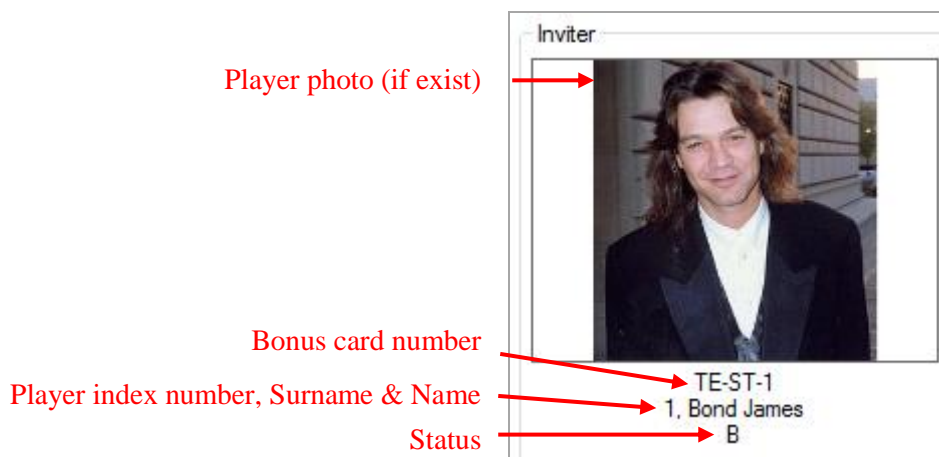 Inviter
Player photo (if exist)
Bonus card number
TE-ST-1
Player index number, Surname & Name
1, Bond James
Status
B